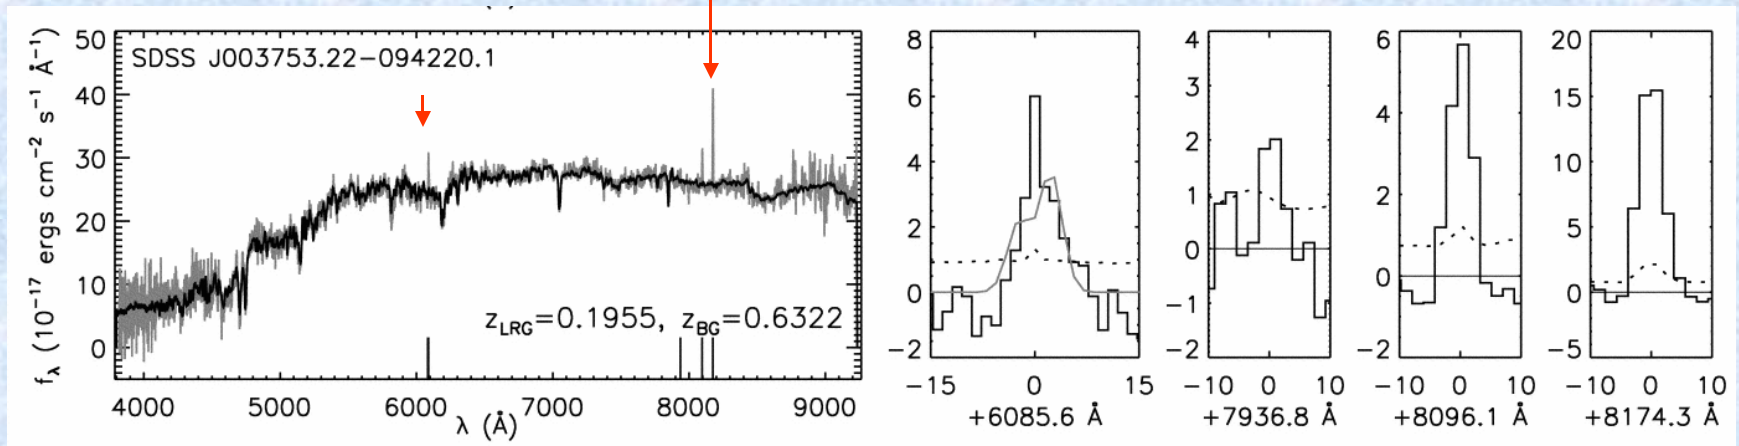 SDSS J003753.22−094220.1
f_λ (10⁻¹⁷ ergs cm⁻² s⁻¹ Å⁻¹)
50
40
30
20
10
0
z_LRG=0.1955, z_BG=0.6322
4000 5000 6000 7000 8000 9000
λ (Å)
8
6
4
2
0
−2
−15 0 15
+6085.6 Å
4
3
2
1
0
−1
−2
−10 0 10
+7936.8 Å
6
4
2
0
−2
−10 0 10
+8096.1 Å
20
15
10
5
0
−5
−10 0 10
+8174.3 Å